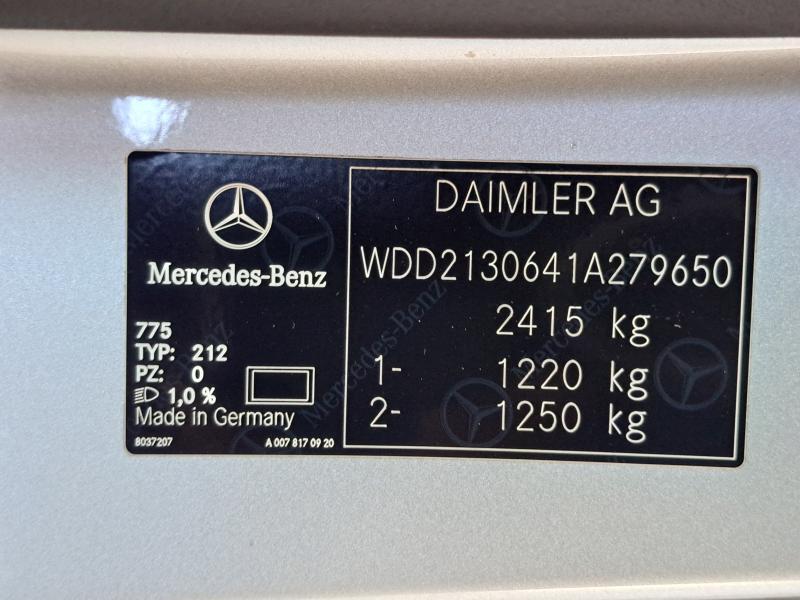 Mercedes-Benz
775
TYP: 212
PZ: 0
1,0 %
Made in Germany
8037207 A 007 817 09 20
DAIMLER AG
WDD2130641A279650
2415 kg
1- 1220 kg
2- 1250 kg